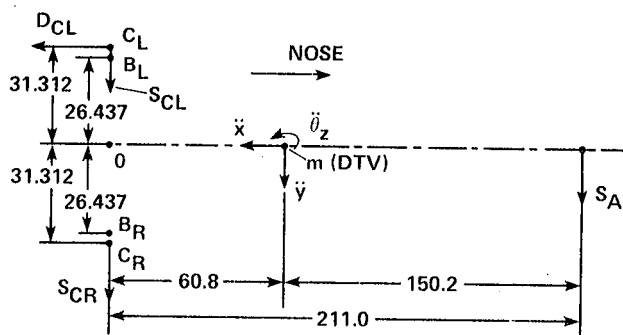 D_CL
C_L
NOSE
B_L
31.312
S_CL
26.437
ẍ
θ̈_z
0
m (DTV)
31.312
ÿ
26.437
S_A
B_R
C_R
S_CR
60.8
150.2
211.0